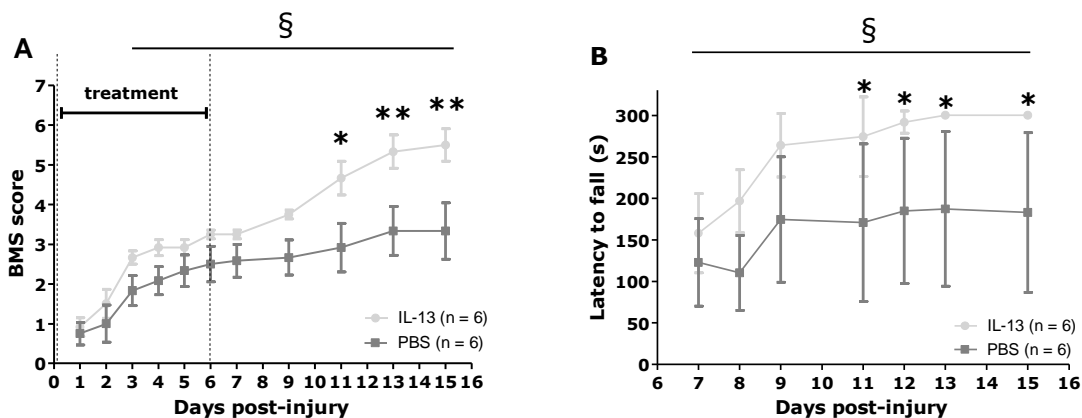 §
A
7
6
5
4
3
2
1
0
BMS score
treatment
*
**
**
IL-13 (n = 6)
PBS (n = 6)
0 1 2 3 4 5 6 7 8 9 10 11 12 13 14 15 16
Days post-injury
§
B
300
250
200
150
100
50
0
Latency to fall (s)
*
*
*
*
IL-13 (n = 6)
PBS (n = 6)
6 7 8 9 10 11 12 13 14 15 16
Days post-injury